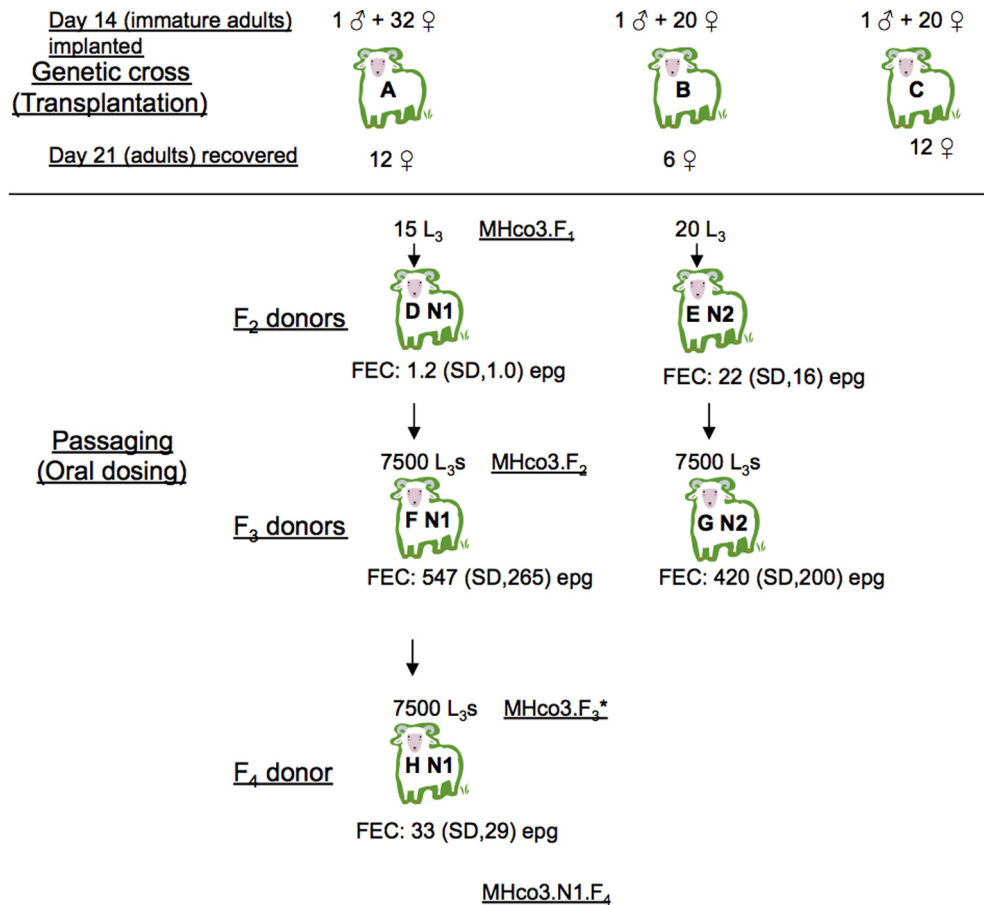 Day 14 (immature adults) implanted
1 ♂ + 32 ♀
1 ♂ + 20 ♀
1 ♂ + 20 ♀
Genetic cross
(Transplantation)
A
B
C
Day 21 (adults) recovered
12 ♀
6 ♀
12 ♀
15 L₃
MHco3.F₁
20 L₃
F₂ donors
D N1
E N2
FEC: 1.2 (SD,1.0) epg
FEC: 22 (SD,16) epg
Passaging
(Oral dosing)
7500 L₃s
MHco3.F₂
7500 L₃s
F₃ donors
F N1
G N2
FEC: 547 (SD,265) epg
FEC: 420 (SD,200) epg
7500 L₃s
MHco3.F₃*
F₄ donor
H N1
FEC: 33 (SD,29) epg
MHco3.N1.F₄